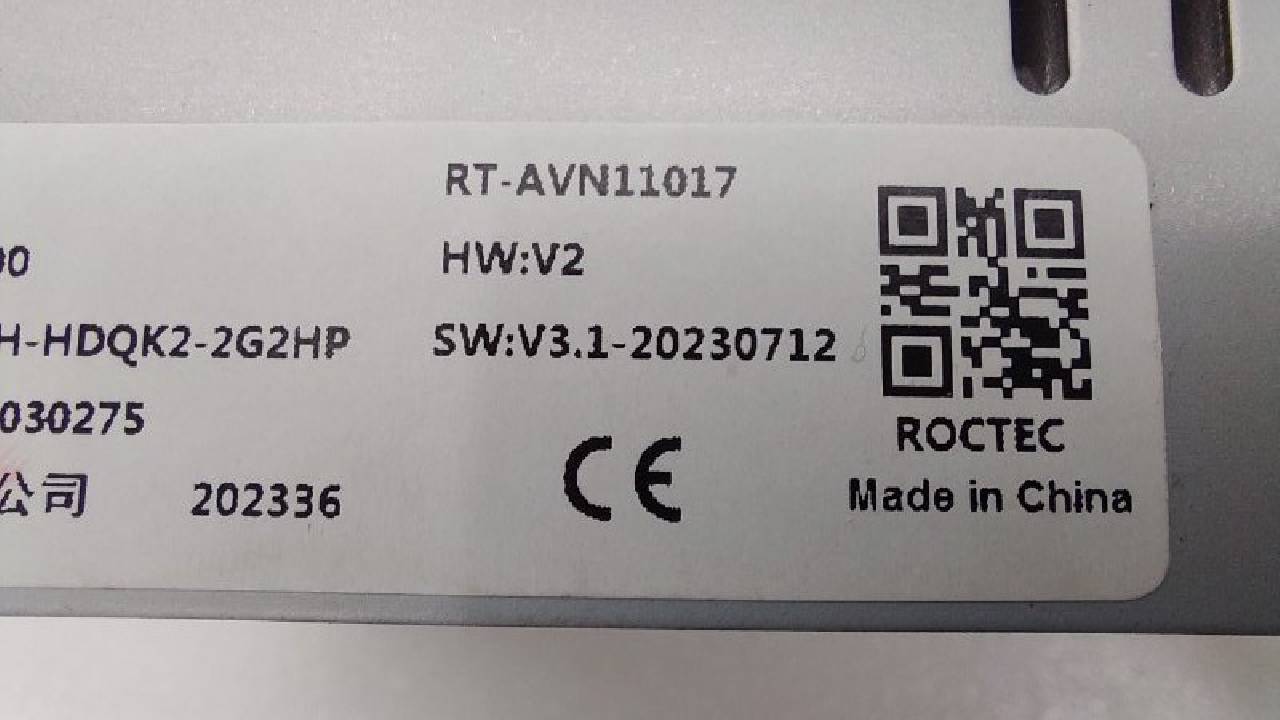 RT-AVN11017
00 HW:V2
H-HDQK2-2G2HP SW:V3.1-20230712
030275
ROCTEC
公司 202336 CE Made in China